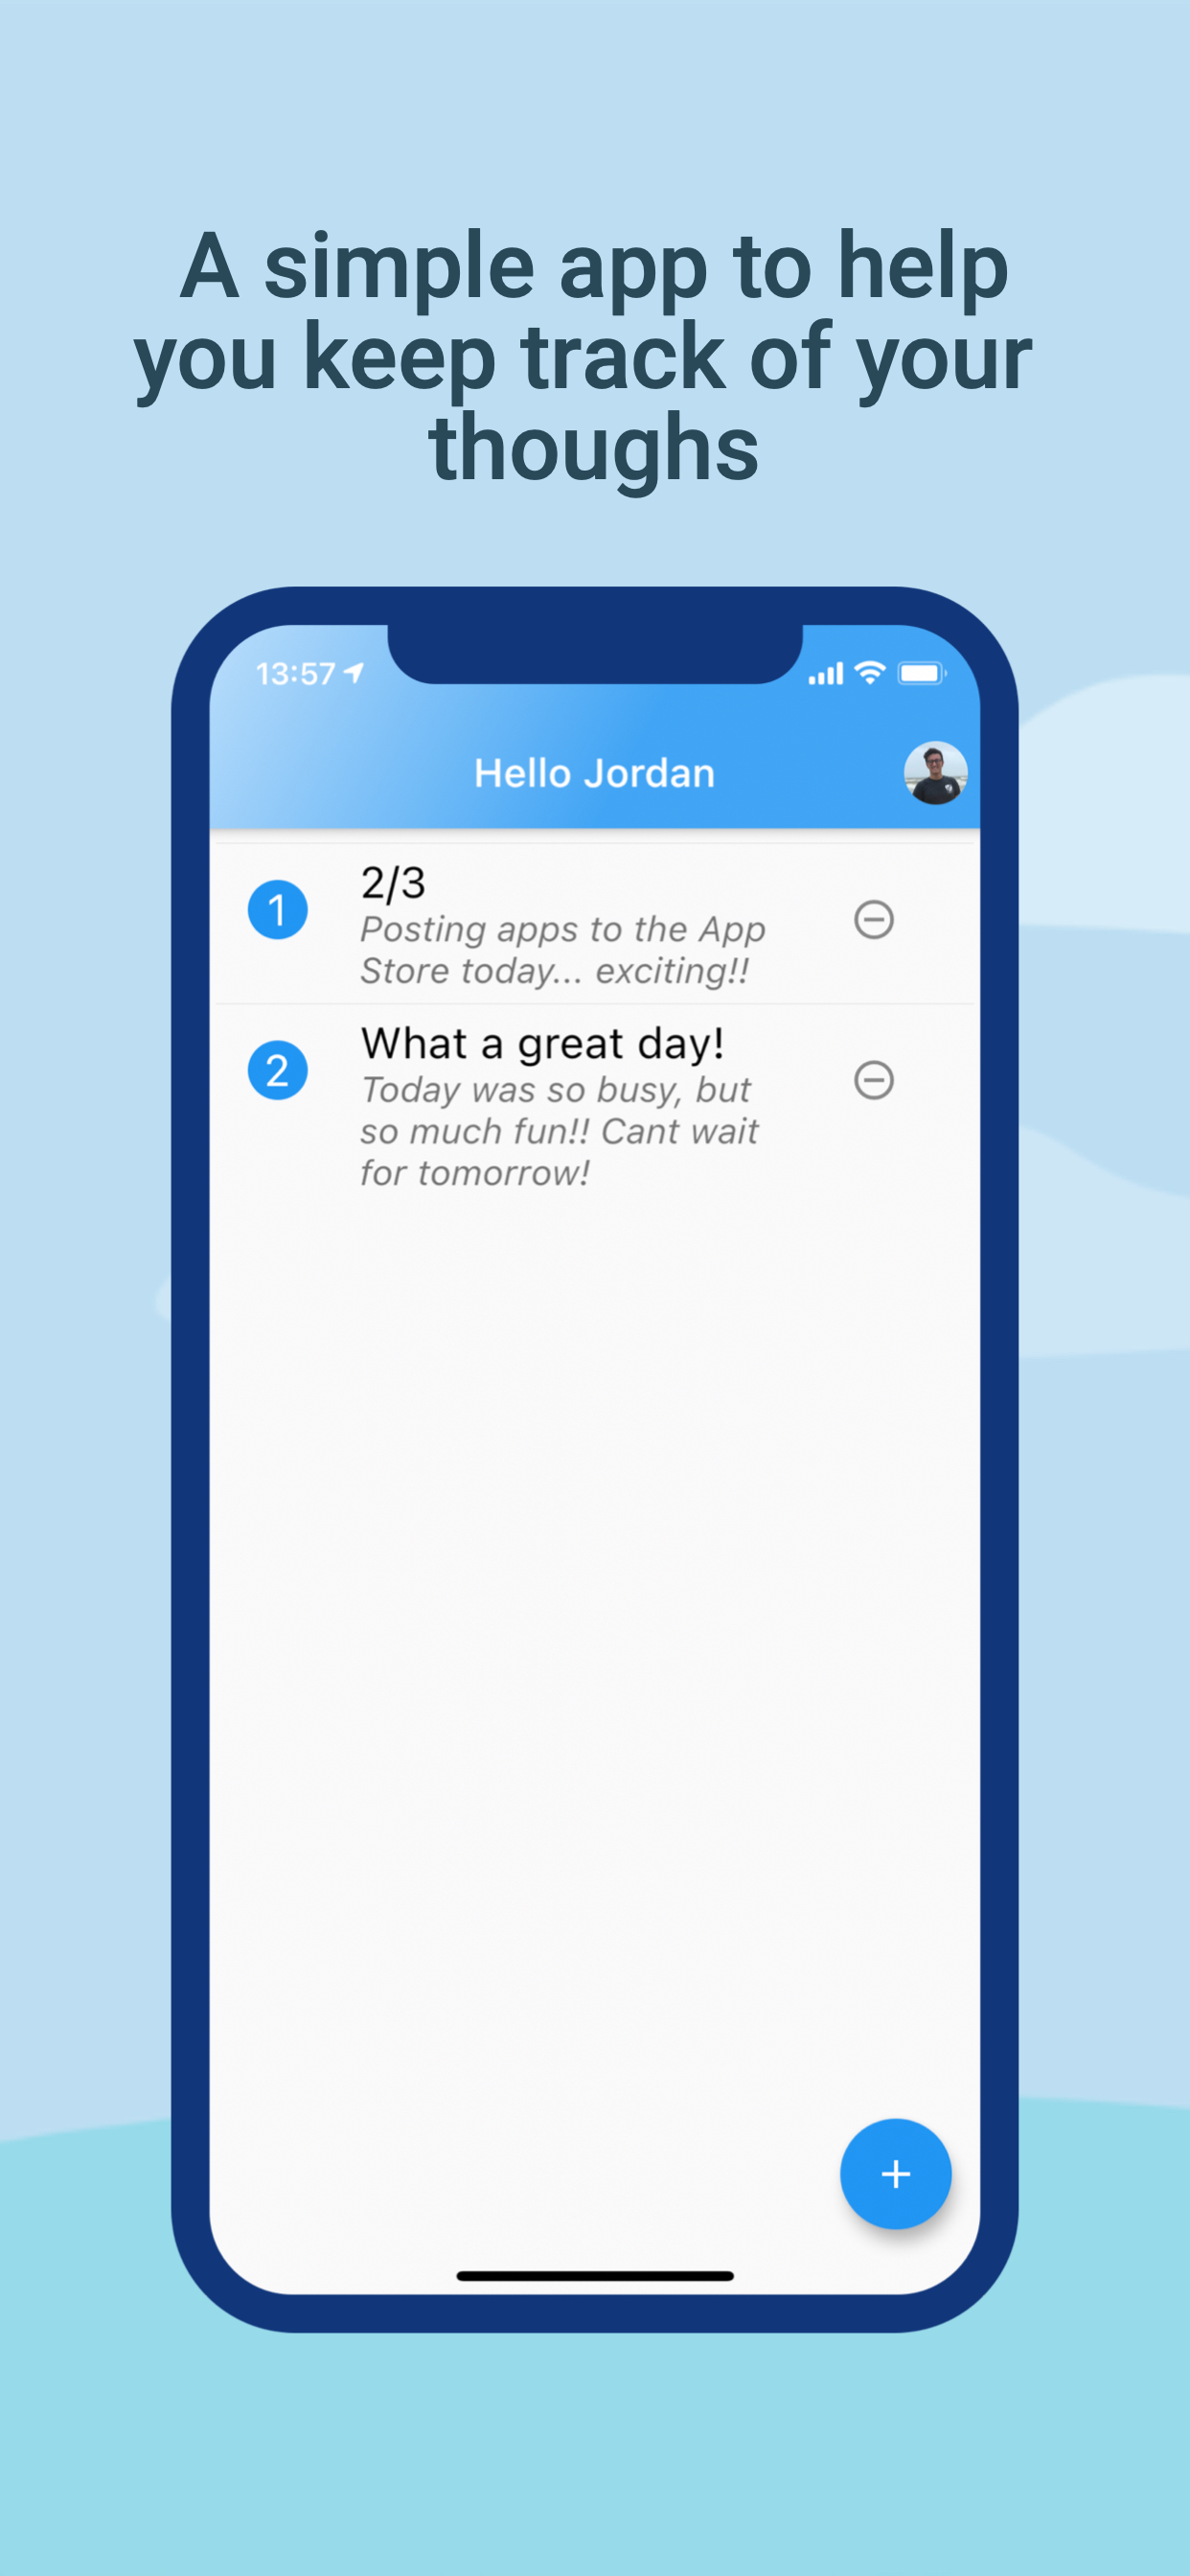 A simple app to help
you keep track of your
thoughs
13:57
Hello Jordan
1
2/3
Posting apps to the App
Store today... exciting!!
2
What a great day!
Today was so busy, but
so much fun!! Cant wait
for tomorrow!
+